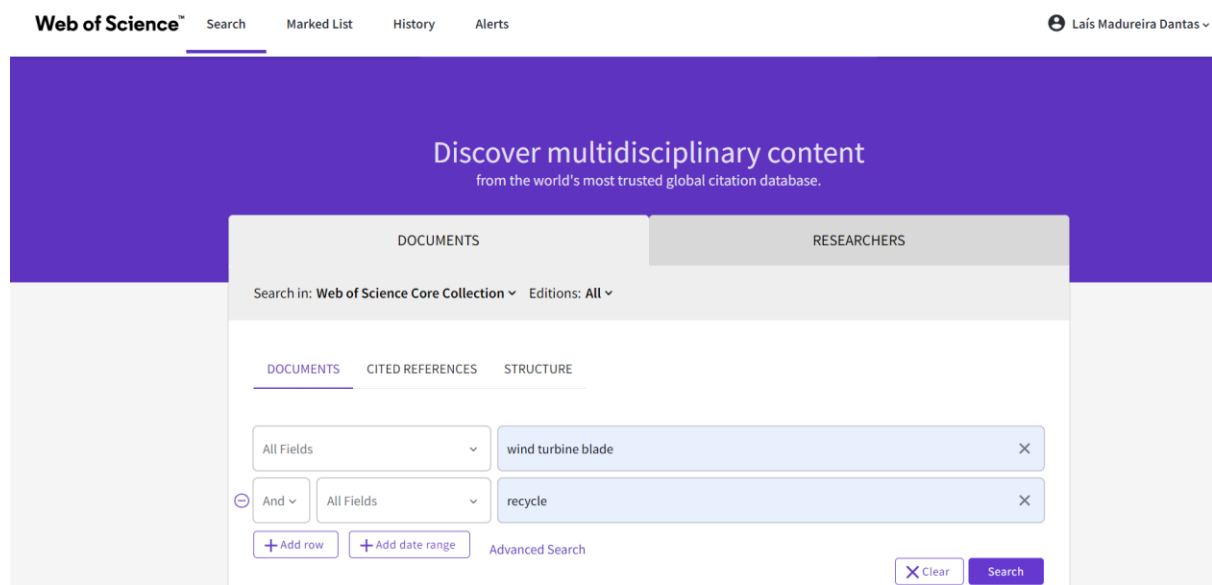 Web of Science™ Search Marked List History Alerts Laís Madureira Dantas
Discover multidisciplinary content
from the world's most trusted global citation database.
DOCUMENTS RESEARCHERS
Search in: Web of Science Core Collection Editions: All
DOCUMENTS CITED REFERENCES STRUCTURE
All Fields wind turbine blade
And All Fields recycle
+ Add row + Add date range Advanced Search
Clear Search